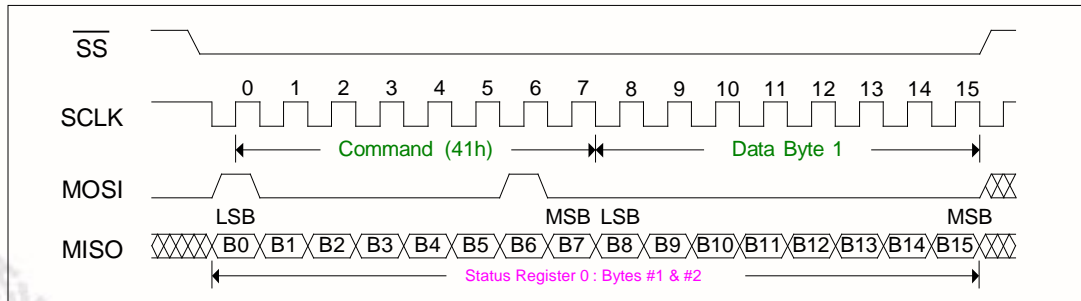 SS
0 1 2 3 4 5 6 7 8 9 10 11 12 13 14 15
SCLK
Command (41h) Data Byte 1
MOSI
LSB MSB LSB MSB
MISO B0 B1 B2 B3 B4 B5 B6 B7 B8 B9 B10 B11 B12 B13 B14 B15
Status Register 0 : Bytes #1 & #2